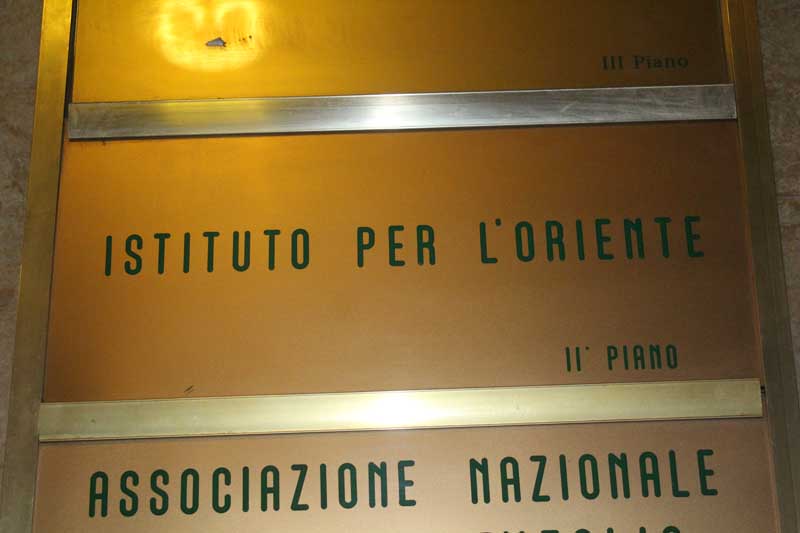 III Piano
ISTITUTO PER L'ORIENTE
II° PIANO
ASSOCIAZIONE NAZIONALE